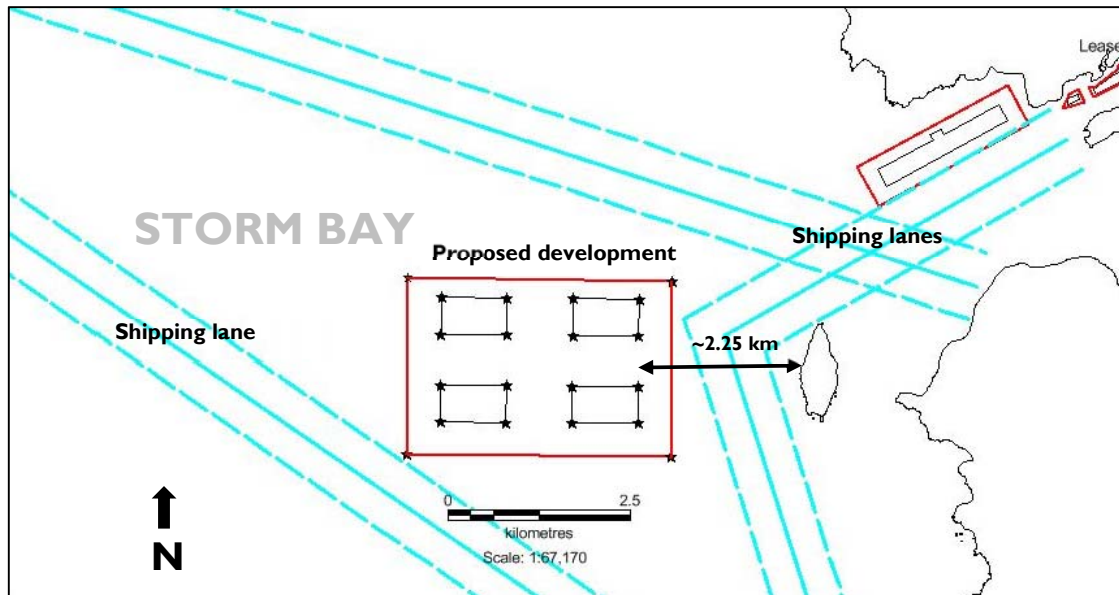 Lease
STORM BAY
Shipping lanes
Proposed development
Shipping lane
~2.25 km
0 2.5
kilometres
Scale: 1:67,170
N